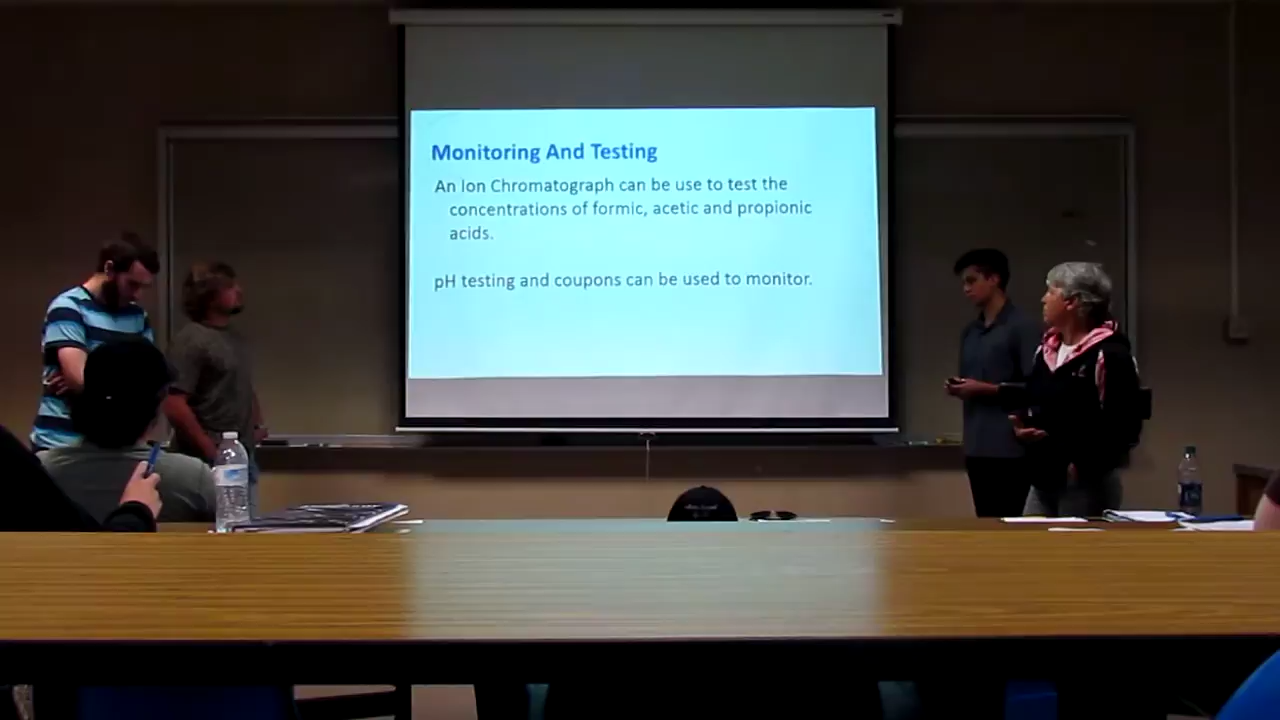 Monitoring And Testing
An Ion Chromatograph can be use to test the
concentrations of formic, acetic and propionic
acids.
pH testing and coupons can be used to monitor.